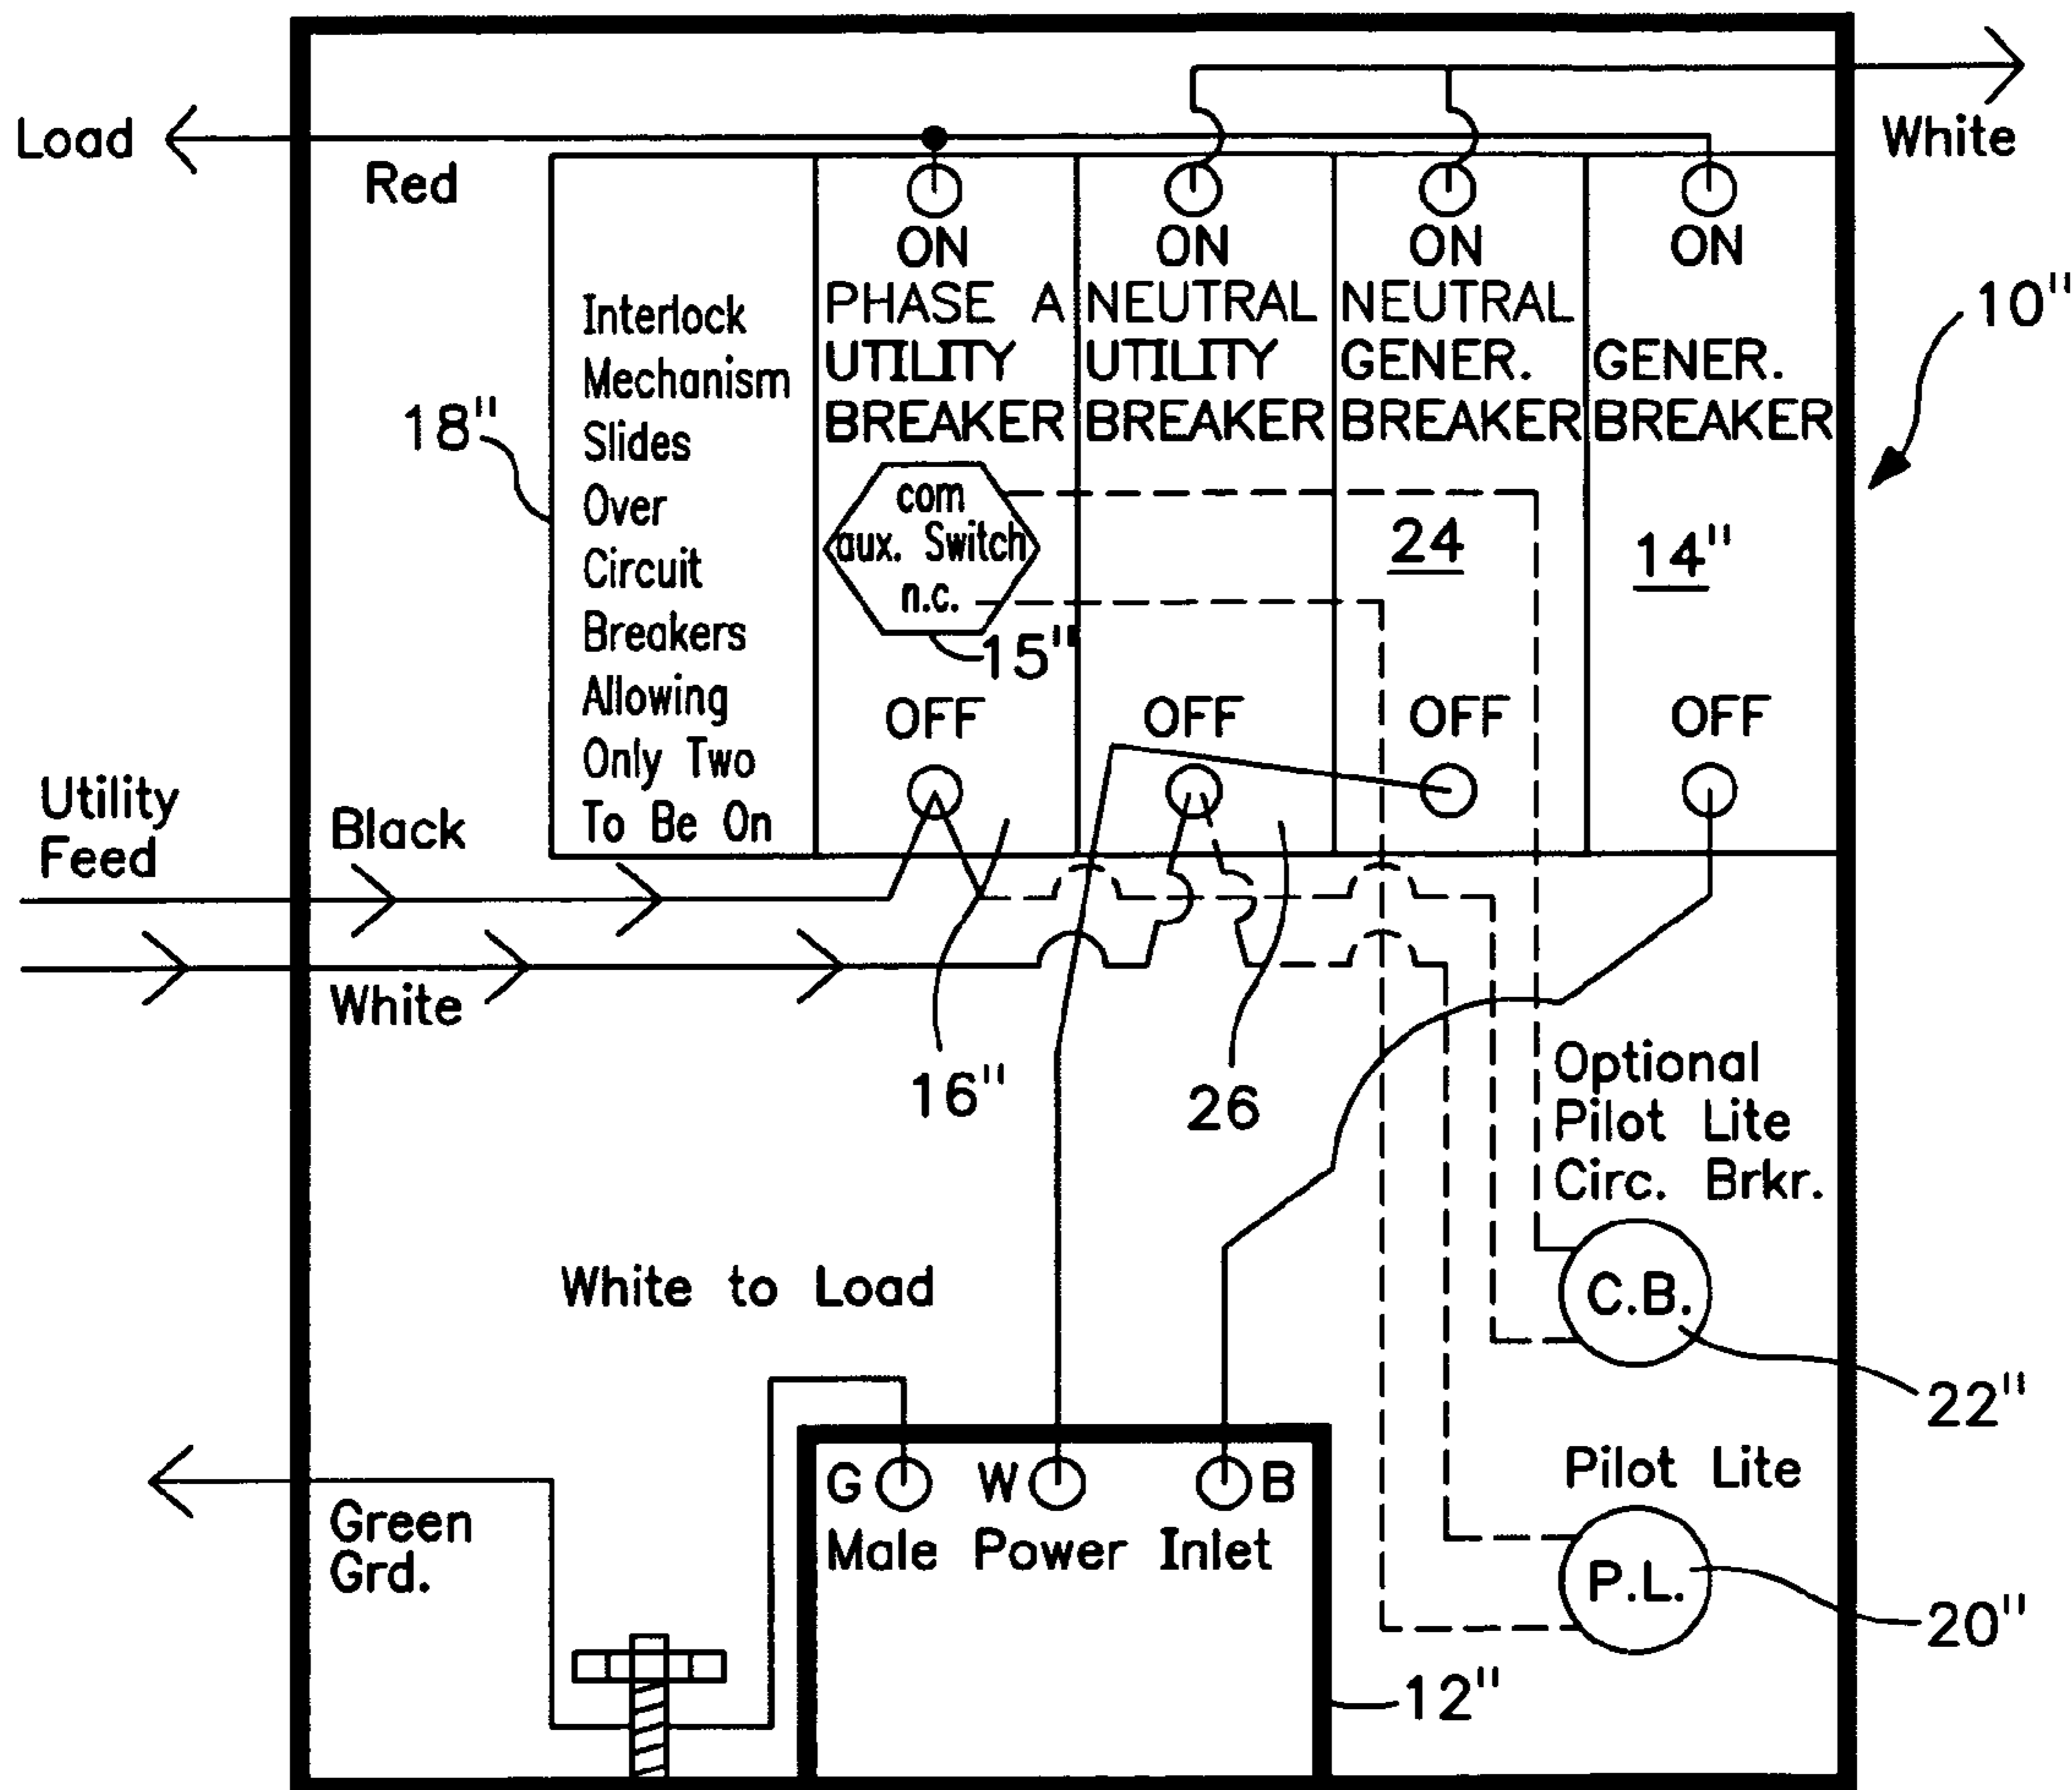 Load
Red
White
ON
ON
ON
ON
10"
Interlock
Mechanism
Slides
Over
Circuit
Breakers
Allowing
Only Two
To Be On
18"
PHASE A
UTILITY
BREAKER
NEUTRAL
UTILITY
BREAKER
NEUTRAL
GENER.
BREAKER
GENER.
BREAKER
com
aux. Switch
n.c.
15"
24
14"
OFF
OFF
OFF
OFF
Utility
Feed
Black
White
16"
26
Optional
Pilot Lite
Circ. Brkr.
C.B.
22"
White to Load
Green
Grd.
G
W
B
Male Power Inlet
Pilot Lite
P.L.
20"
12"